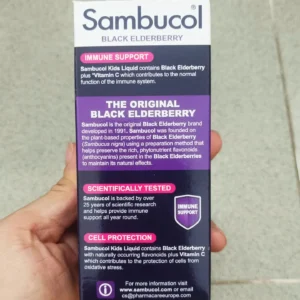 Sambucol®
BLACK ELDERBERRY
IMMUNE SUPPORT
Sambucol Kids Liquid contains Black Elderberry
plus *Vitamin C which contributes to the normal
function of the immune system.
THE ORIGINAL
BLACK ELDERBERRY
Sambucol is the original Black Elderberry brand
developed in 1991. Sambucol was founded on
the plant-based properties of Black Elderberry
(Sambucus nigra) using a preparation method that
helps preserve the rich, phytonutrient flavonoids
(anthocyanins) present in the Black Elderberries
to maintain its natural effects.
SCIENTIFICALLY TESTED
Sambucol is backed by over
25 years of scientific research
and helps provide immune
support all year round.
IMMUNE
SUPPORT
CELL PROTECTION
Sambucol Kids Liquid contains Black Elderberry
with naturally occurring flavonoids plus Vitamin C
which contributes to the protection of cells from
oxidative stress.
For more information visit
www.sambucol.com or email
cs@pharmacareeurope.com